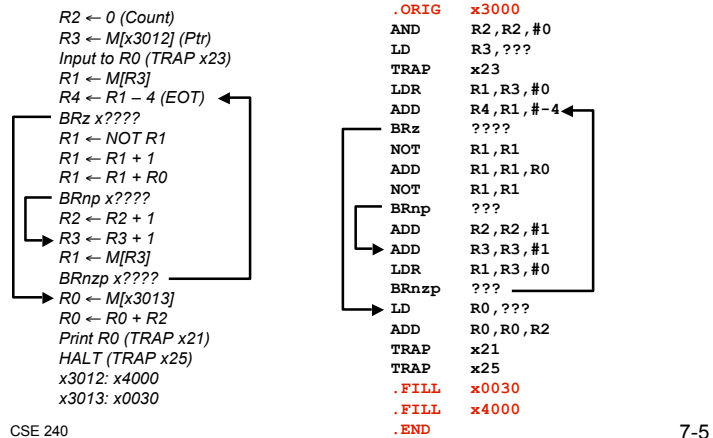 R2 ← 0 (Count)
R3 ← M[x3012] (Ptr)
Input to R0 (TRAP x23)
R1 ← M[R3]
R4 ← R1 – 4 (EOT)
BRz x????
R1 ← NOT R1
R1 ← R1 + 1
R1 ← R1 + R0
BRnp x????
R2 ← R2 + 1
R3 ← R3 + 1
R1 ← M[R3]
BRnzp x????
R0 ← M[x3013]
R0 ← R0 + R2
Print R0 (TRAP x21)
HALT (TRAP x25)
x3012: x4000
x3013: x0030
.ORIG x3000
AND R2,R2,#0
LD R3,???
TRAP x23
LDR R1,R3,#0
ADD R4,R1,#-4
BRz ????
NOT R1,R1
ADD R1,R1,R0
NOT R1,R1
BRnp ???
ADD R2,R2,#1
ADD R3,R3,#1
LDR R1,R3,#0
BRnzp ???
LD R0,???
ADD R0,R0,R2
TRAP x21
TRAP x25
.FILL x0030
.FILL x4000
.END
CSE 240
7-5